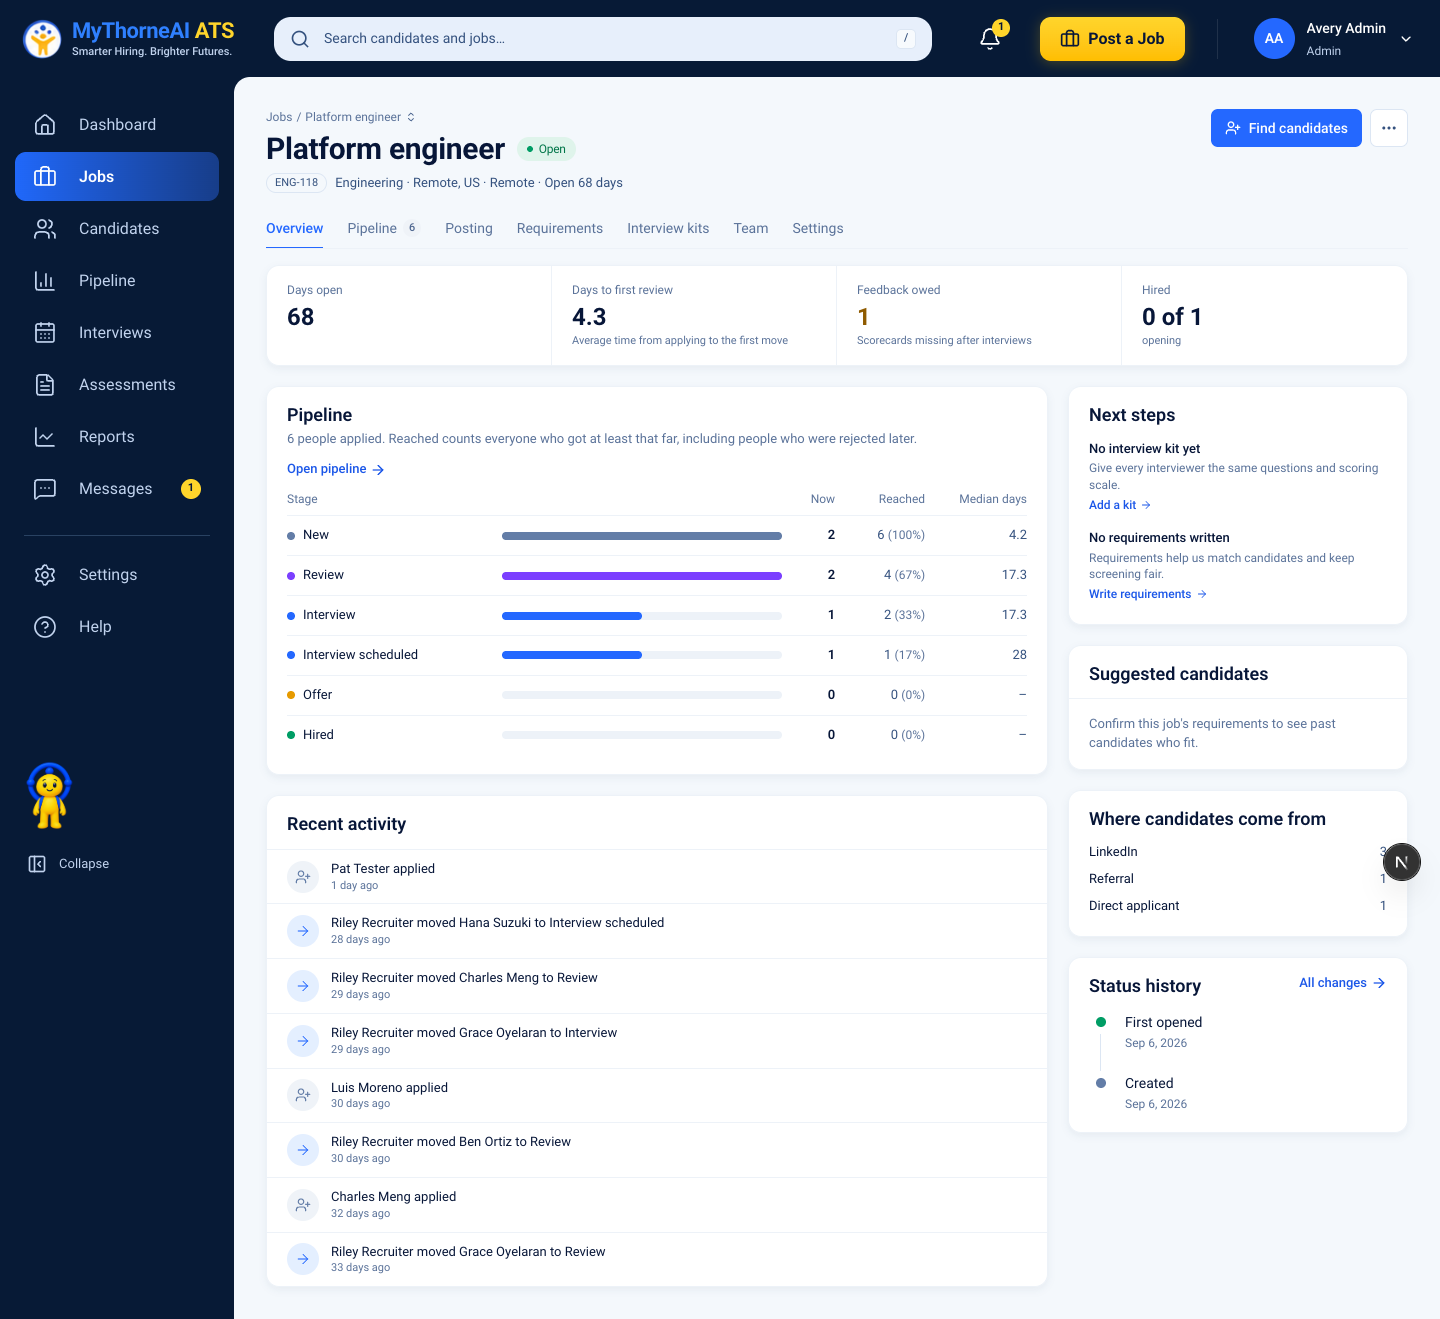 MyThorneAI ATS
Smarter Hiring. Brighter Futures.
Search candidates and jobs…
/
1
Post a Job
AA
Avery Admin
Admin
Dashboard
Jobs
Candidates
Pipeline
Interviews
Assessments
Reports
Messages
1
Settings
Help
Collapse
Jobs / Platform engineer
Platform engineer
Open
ENG-118
Engineering · Remote, US · Remote · Open 68 days
Find candidates
Overview
Pipeline 6
Posting
Requirements
Interview kits
Team
Settings
Days open
68
Days to first review
4.3
Average time from applying to the first move
Feedback owed
1
Scorecards missing after interviews
Hired
0 of 1
opening
Pipeline
6 people applied. Reached counts everyone who got at least that far, including people who were rejected later.
Open pipeline
Stage Now Reached Median days
New 2 6 (100%) 4.2
Review 2 4 (67%) 17.3
Interview 1 2 (33%) 17.3
Interview scheduled 1 1 (17%) 28
Offer 0 0 (0%) –
Hired 0 0 (0%) –
Recent activity
Pat Tester applied
1 day ago
Riley Recruiter moved Hana Suzuki to Interview scheduled
28 days ago
Riley Recruiter moved Charles Meng to Review
29 days ago
Riley Recruiter moved Grace Oyelaran to Interview
29 days ago
Luis Moreno applied
30 days ago
Riley Recruiter moved Ben Ortiz to Review
30 days ago
Charles Meng applied
32 days ago
Riley Recruiter moved Grace Oyelaran to Review
33 days ago
Next steps
No interview kit yet
Give every interviewer the same questions and scoring
scale.
Add a kit
No requirements written
Requirements help us match candidates and keep
screening fair.
Write requirements
Suggested candidates
Confirm this job's requirements to see past
candidates who fit.
Where candidates come from
LinkedIn
N
Referral 1
Direct applicant 1
Status history
All changes
First opened
Sep 6, 2026
Created
Sep 6, 2026